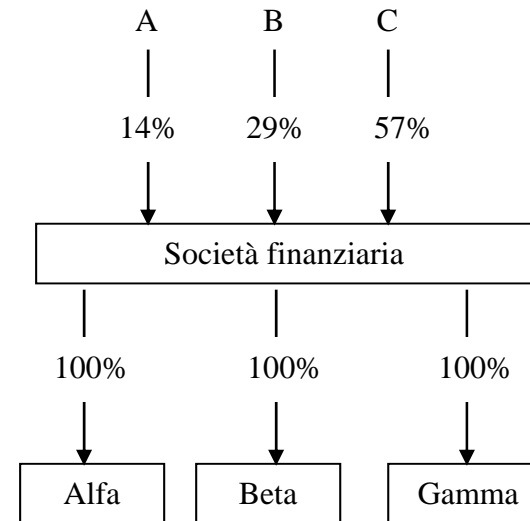 A B C
14% 29% 57%
Società finanziaria
100% 100% 100%
Alfa Beta Gamma